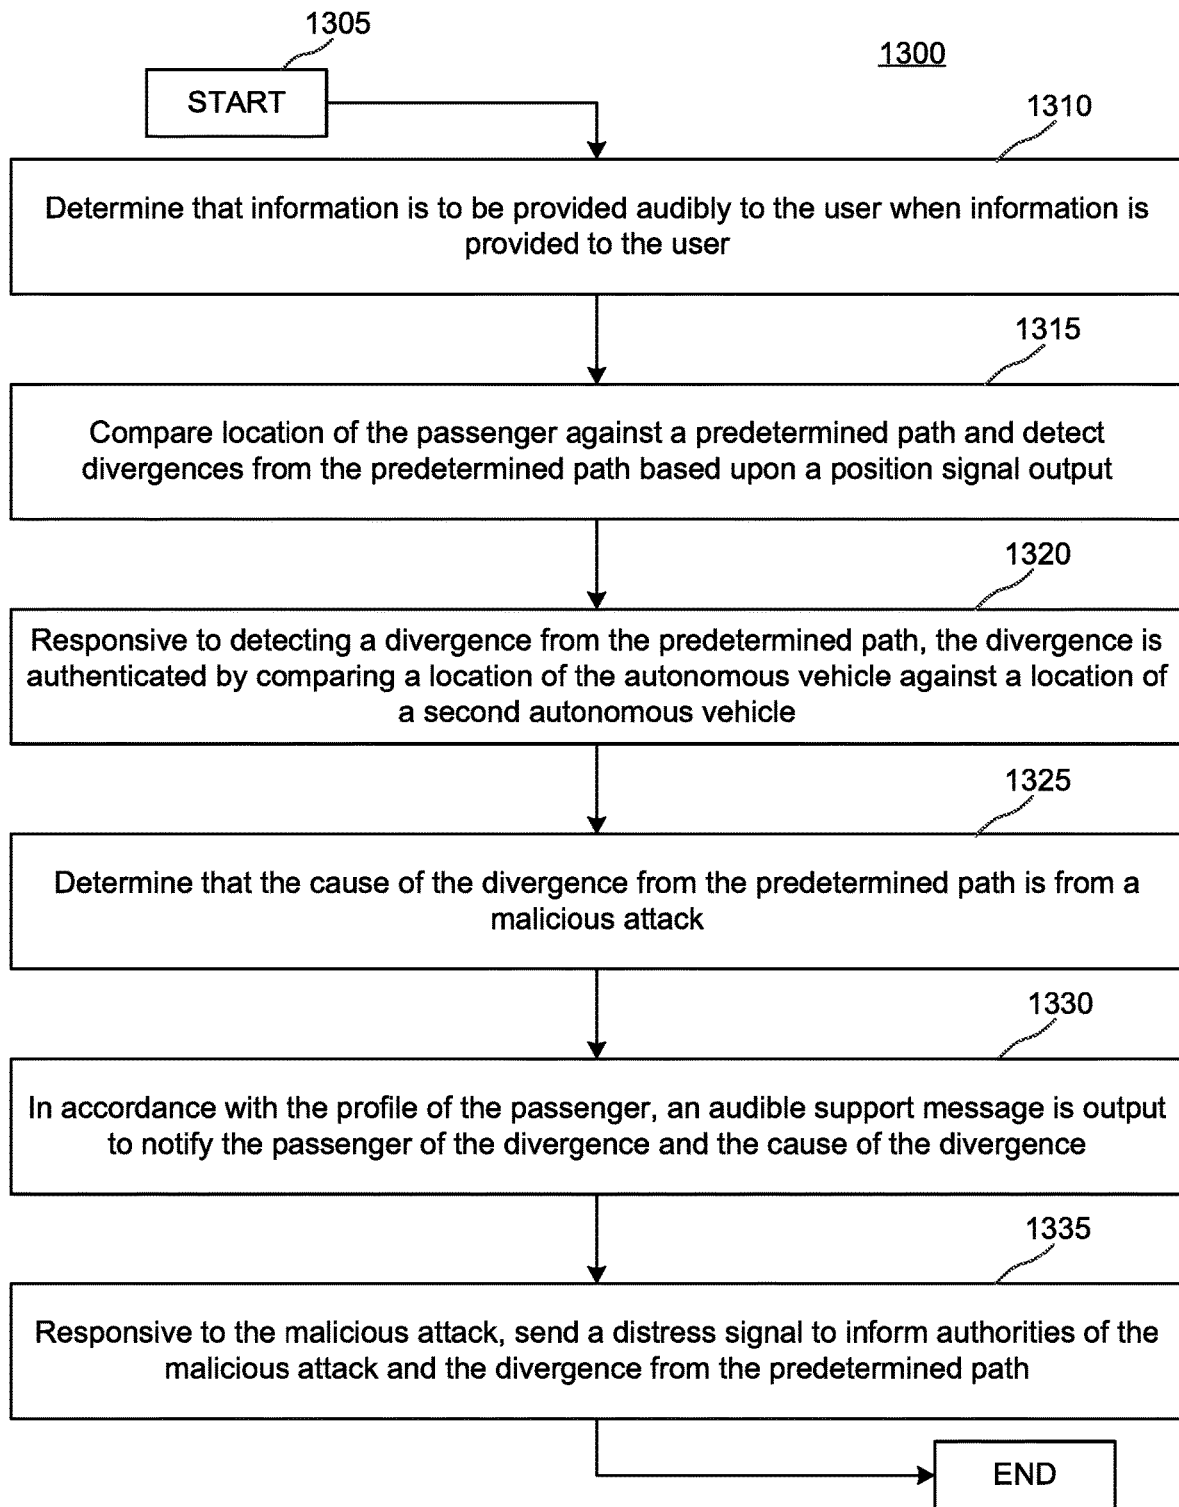 1305
1300
START
1310
Determine that information is to be provided audibly to the user when information is
provided to the user
1315
Compare location of the passenger against a predetermined path and detect
divergences from the predetermined path based upon a position signal output
1320
Responsive to detecting a divergence from the predetermined path, the divergence is
authenticated by comparing a location of the autonomous vehicle against a location of
a second autonomous vehicle
1325
Determine that the cause of the divergence from the predetermined path is from a
malicious attack
1330
In accordance with the profile of the passenger, an audible support message is output
to notify the passenger of the divergence and the cause of the divergence
1335
Responsive to the malicious attack, send a distress signal to inform authorities of the
malicious attack and the divergence from the predetermined path
END